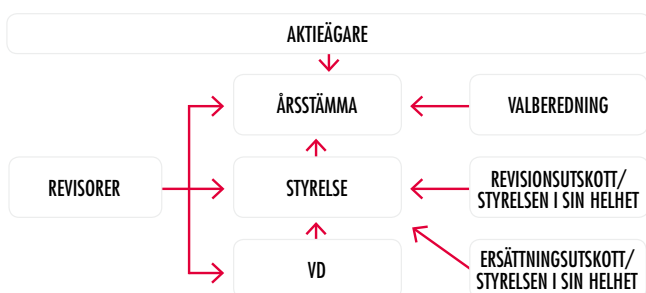 AKTIEÄGARE
ÅRSSTÄMMA
VALBEREDNING
REVISORER
STYRELSE
REVISIONSUTSKOTT/
STYRELSEN I SIN HELHET
VD
ERSÄTTNINGSUTSKOTT/
STYRELSEN I SIN HELHET